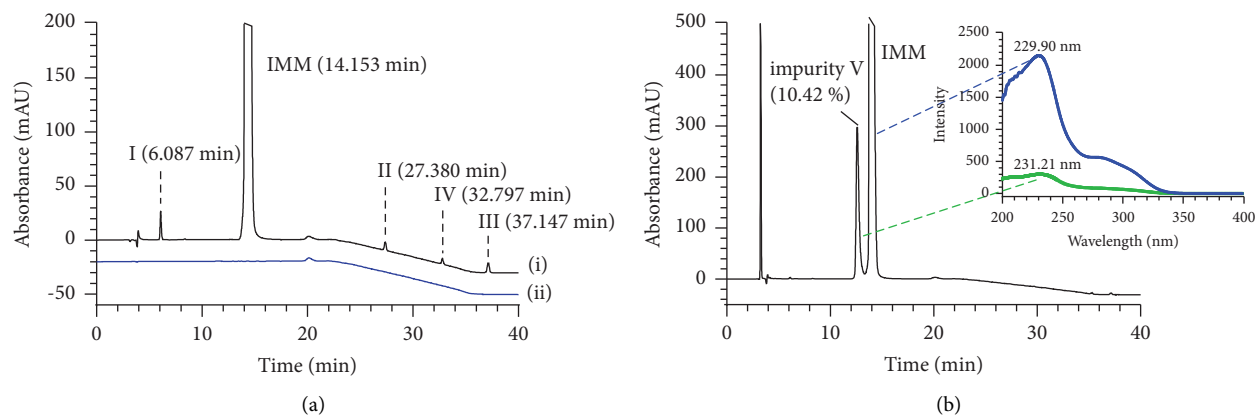 200
150
100
50
0
-50
Absorbance (mAU)
IMM (14.153 min)
I (6.087 min)
II (27.380 min)
IV (32.797 min)
III (37.147 min)
(i)
(ii)
0
10
20
30
40
Time (min)
(a)
500
400
300
200
100
0
Absorbance (mAU)
impurity V
(10.42 %)
IMM
0
10
20
30
40
Time (min)
2500
2000
1500
1000
500
0
Intensity
229.90 nm
231.21 nm
200
250
300
350
400
Wavelength (nm)
(b)